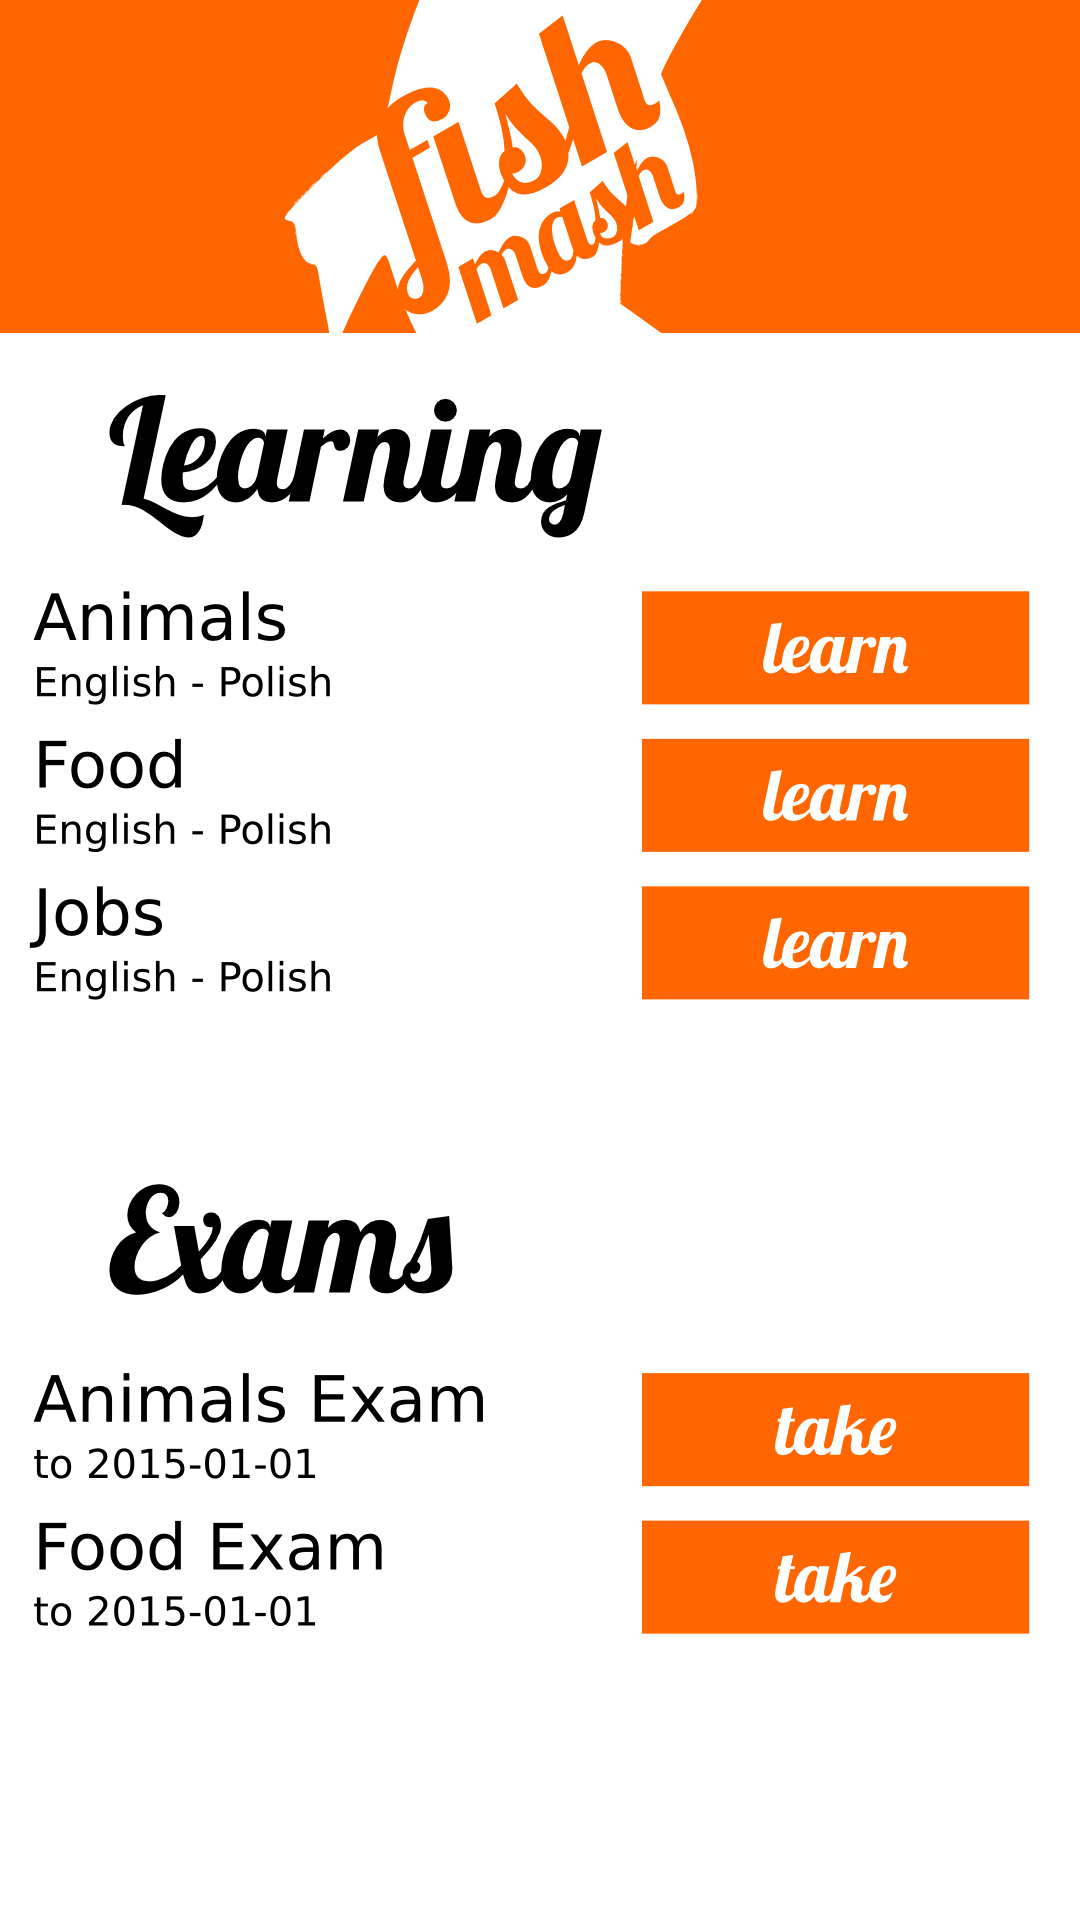 fish
mash
Learning
Animals
English - Polish
learn
Food
English - Polish
learn
Jobs
English - Polish
learn
Exams
Animals Exam
to 2015-01-01
take
Food Exam
to 2015-01-01
take